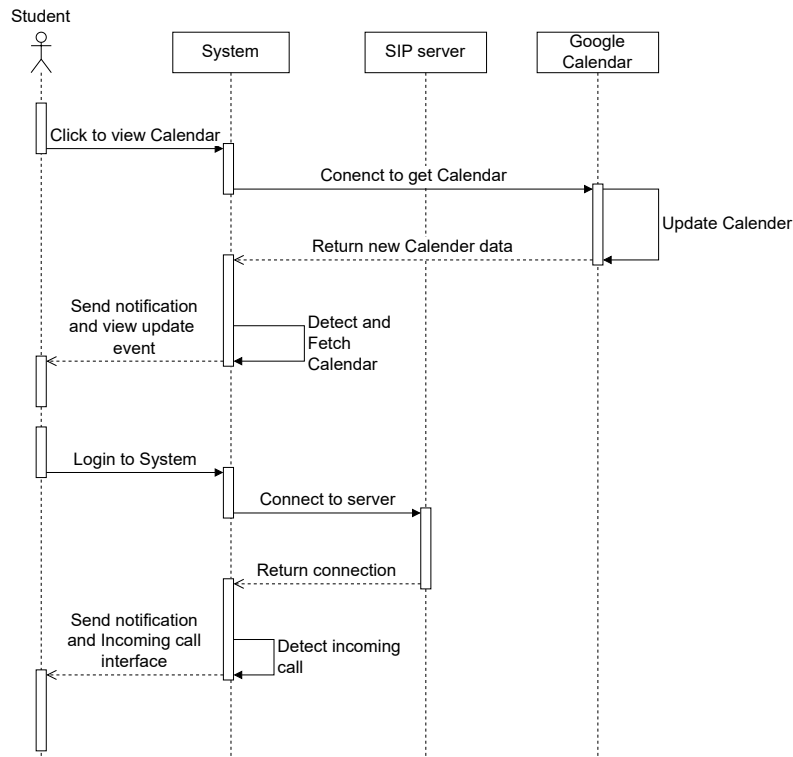 Student
System
SIP server
Google
Calendar
Click to view Calendar
Conenct to get Calendar
Update Calender
Return new Calender data
Send notification
and view update
event
Detect and
Fetch
Calendar
Login to System
Connect to server
Return connection
Send notification
and Incoming call
interface
Detect incoming
call